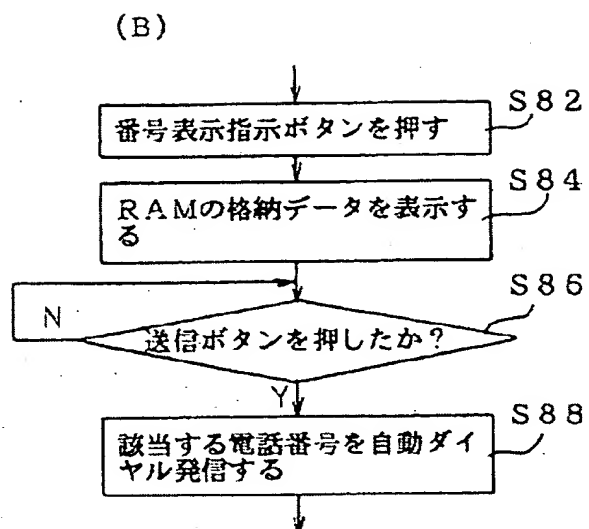 (B)
S82
番号表示指示ボタンを押す
S84
RAMの格納データを表示す
る
S86
N
送信ボタンを押したか?
Y
S88
該当する電話番号を自動ダイ
ヤル発信する